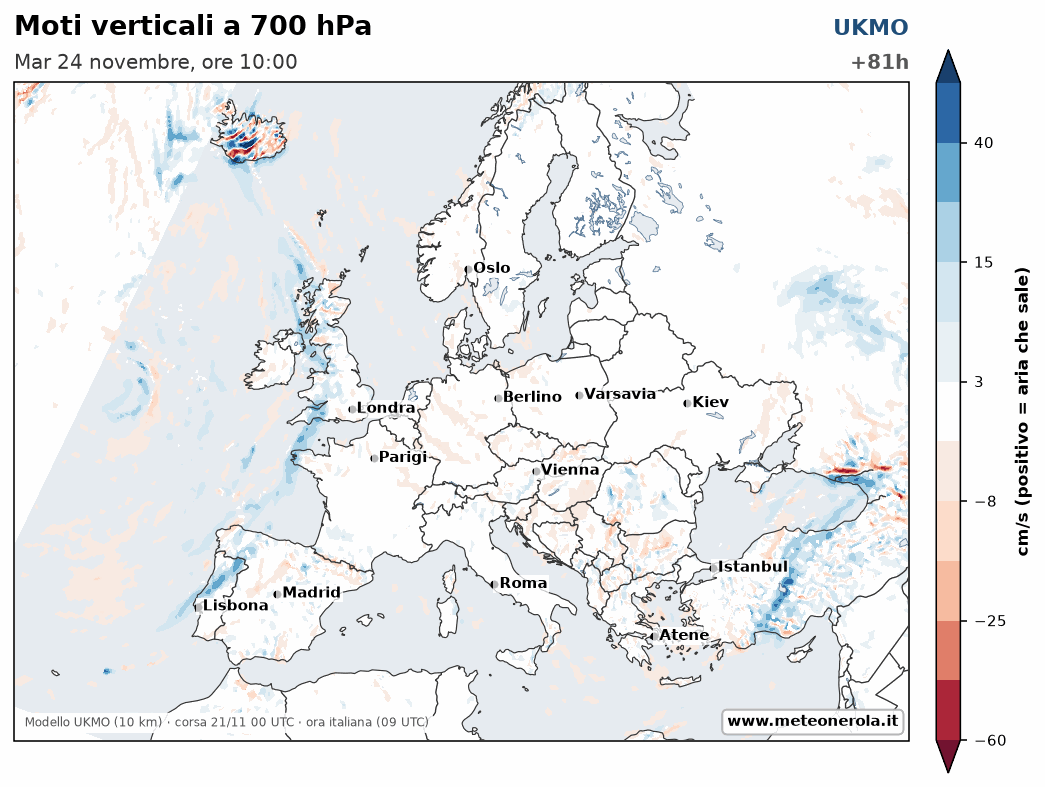 Moti verticali a 700 hPa
UKMO
Mar 24 novembre, ore 10:00
+81h
Oslo
Londra
Berlino
Varsavia
Kiev
Parigi
Vienna
Istanbul
Roma
Madrid
Lisbona
Atene
Modello UKMO (10 km) · corsa 21/11 00 UTC · ora italiana (09 UTC)
www.meteonerola.it
40
15
3
−8
−25
−60
cm/s (positivo = aria che sale)